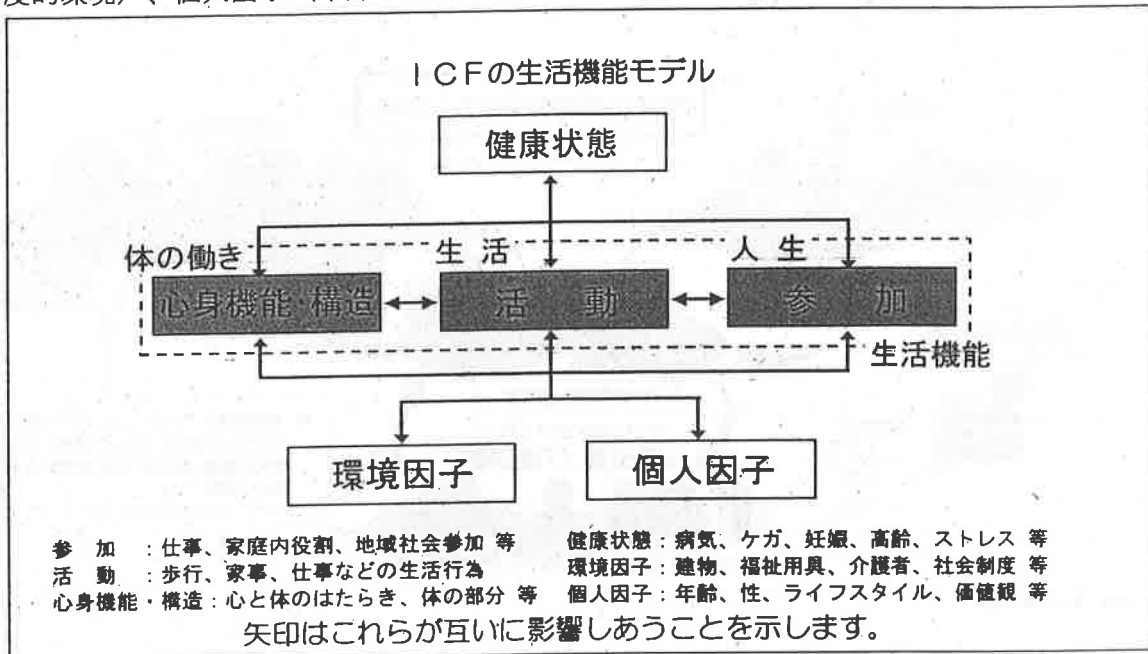 ICFの生活機能モデル
健康状態
体の働き 生活 人生
心身機能・構造 活動 参加
生活機能
環境因子 個人因子
参加：仕事、家庭内役割、地域社会参加 等 健康状態：病気、ケガ、妊娠、高齢、ストレス 等
活動：歩行、家事、仕事などの生活行為 環境因子：建物、福祉用具、介護者、社会制度 等
心身機能・構造：心と体のはたらき、体の部分 等 個人因子：年齢、性、ライフスタイル、価値観 等
矢印はこれらが互いに影響しあうことを示します。